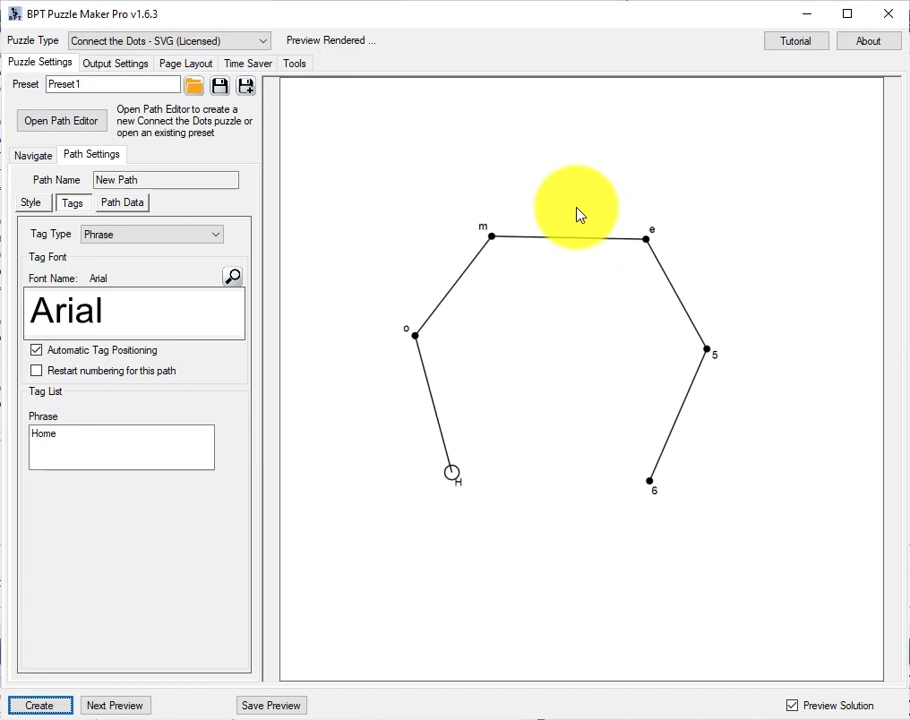 BPT Puzzle Maker Pro v1.6.3
Puzzle Type Connect the Dots - SVG (Licensed) Preview Rendered ... Tutorial About
Puzzle Settings Output Settings Page Layout Time Saver Tools
Preset Preset1
Open Path Editor
Open Path Editor to create a
new Connect the Dots puzzle or
open an existing preset
Navigate Path Settings
Path Name New Path
Style Tags Path Data
Tag Type Phrase
Tag Font
Font Name: Arial
Arial
Automatic Tag Positioning
Restart numbering for this path
Tag List
Phrase
Home
m e
o 5
H 6
Create Next Preview Save Preview Preview Solution